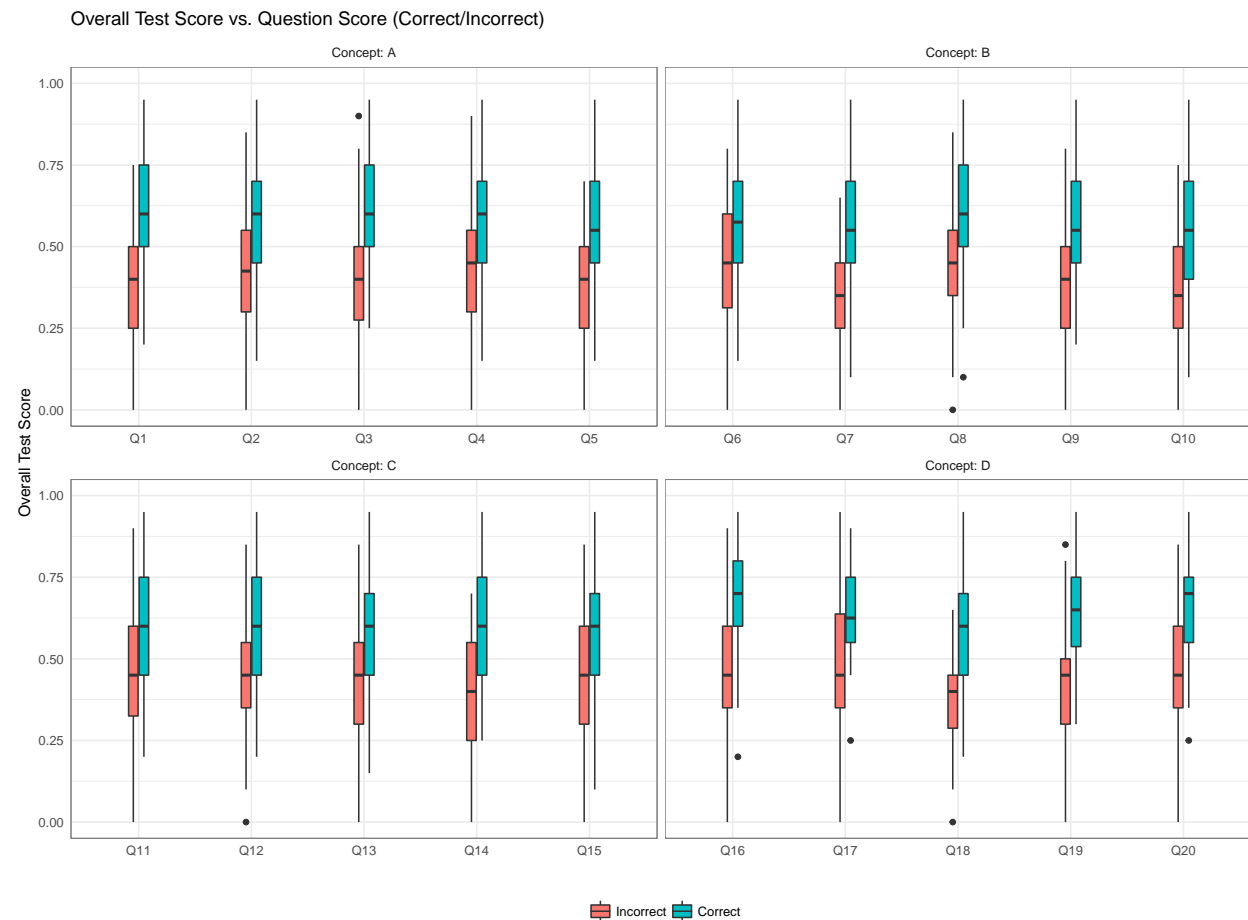 Overall Test Score vs. Question Score (Correct/Incorrect)
Concept: A
Concept: B
1.00
0.75
0.50
0.25
0.00
Q1 Q2 Q3 Q4 Q5
Q6 Q7 Q8 Q9 Q10
Overall Test Score
Concept: C
Concept: D
1.00
0.75
0.50
0.25
0.00
Q11 Q12 Q13 Q14 Q15
Q16 Q17 Q18 Q19 Q20
Incorrect Correct